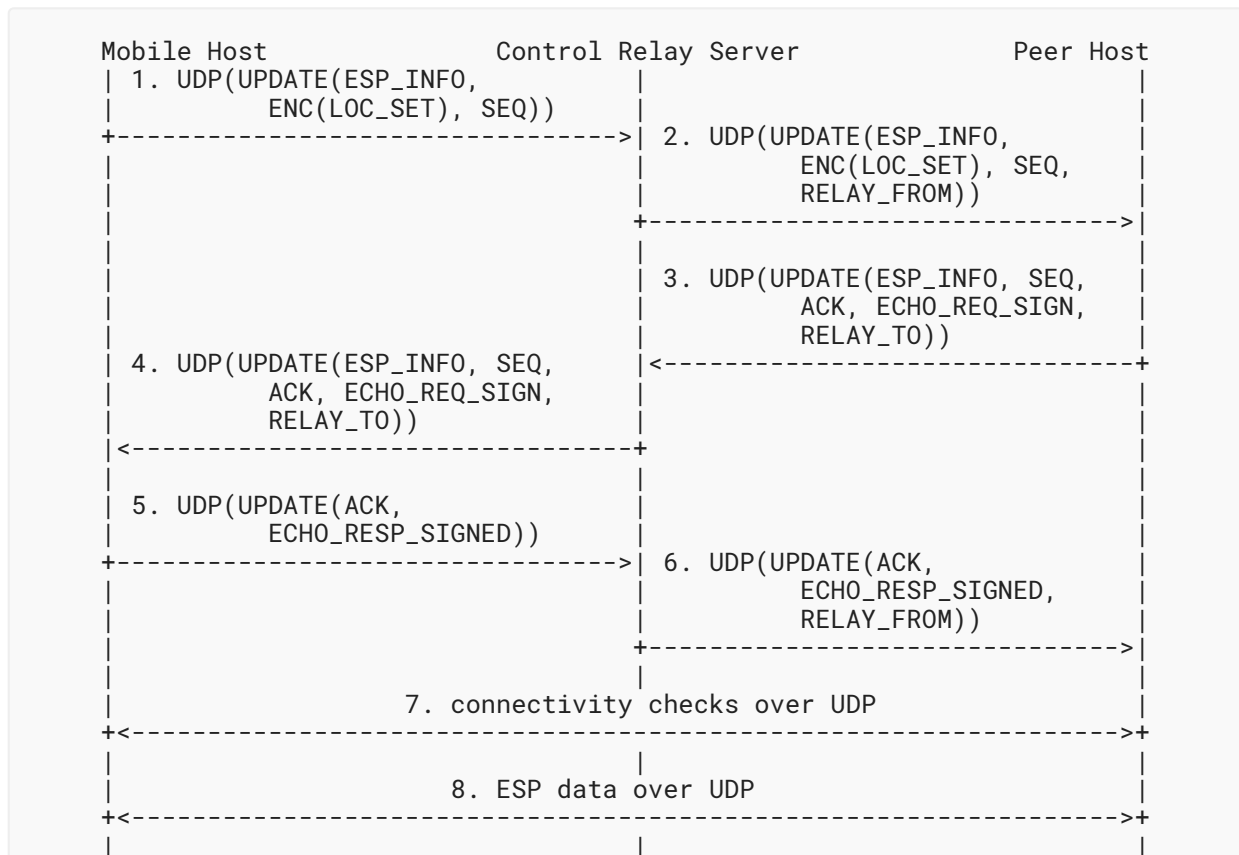 Mobile Host Control Relay Server Peer Host
1. UDP(UPDATE(ESP_INFO,
ENC(LOC_SET), SEQ))
2. UDP(UPDATE(ESP_INFO,
ENC(LOC_SET), SEQ,
RELAY_FROM))
3. UDP(UPDATE(ESP_INFO, SEQ,
ACK, ECHO_REQ_SIGN,
RELAY_TO))
4. UDP(UPDATE(ESP_INFO, SEQ,
ACK, ECHO_REQ_SIGN,
RELAY_TO))
5. UDP(UPDATE(ACK,
ECHO_RESP_SIGNED))
6. UDP(UPDATE(ACK,
ECHO_RESP_SIGNED,
RELAY_FROM))
7. connectivity checks over UDP
8. ESP data over UDP